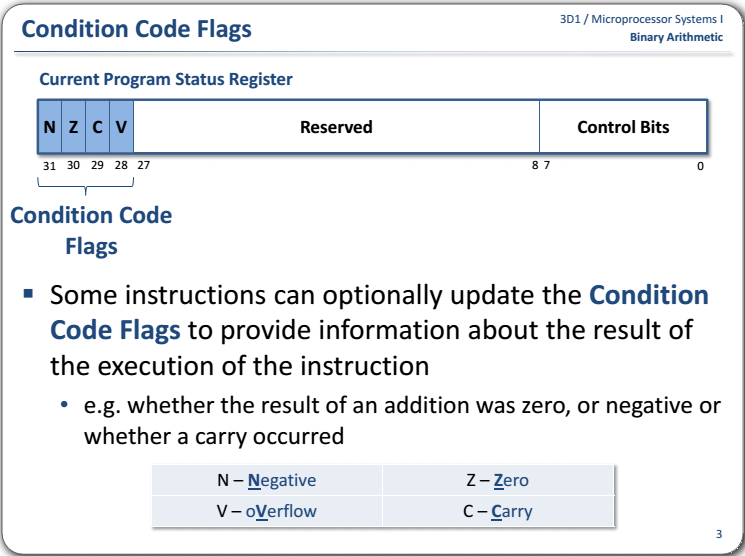 Condition Code Flags
3D1 / Microprocessor Systems I
Binary Arithmetic
Current Program Status Register
N Z C V Reserved Control Bits
31 30 29 28 27 8 7 0
Condition Code
Flags
▪ Some instructions can optionally update the Condition
Code Flags to provide information about the result of
the execution of the instruction
• e.g. whether the result of an addition was zero, or negative or
whether a carry occurred
N – Negative Z – Zero
V – oVerflow C – Carry
3